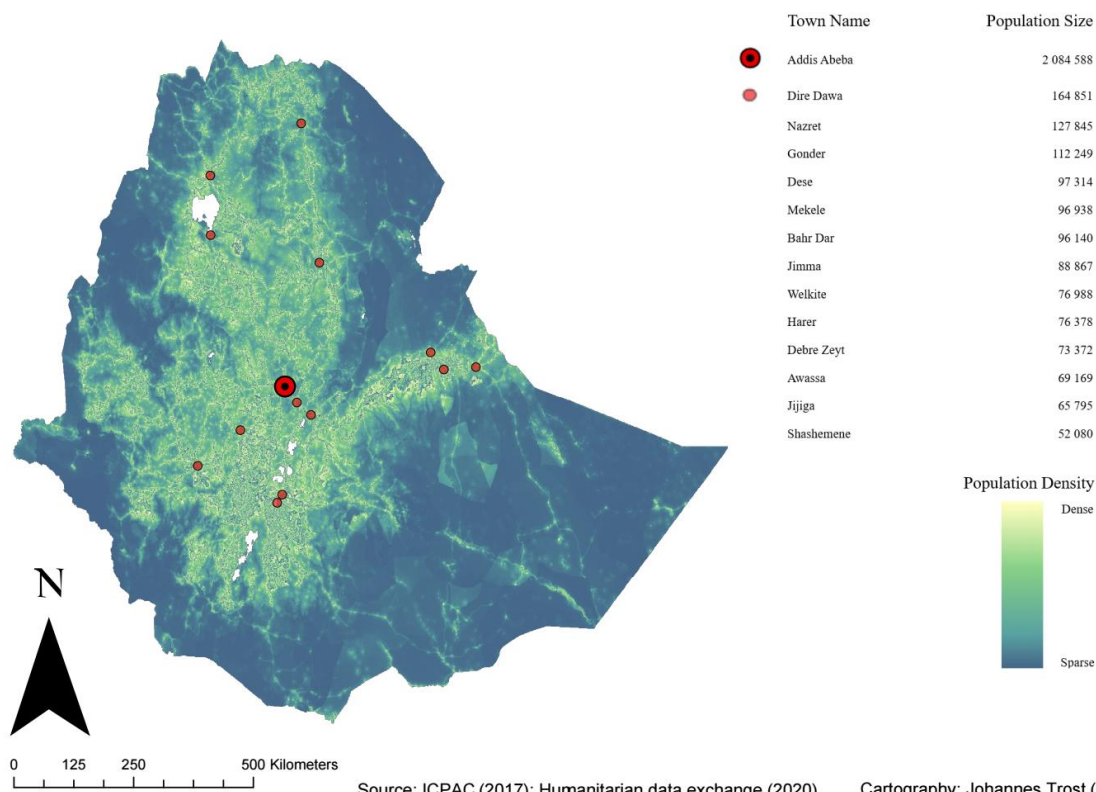 Town Name Population Size
Addis Abeba 2 084 588
Dire Dawa 164 851
Nazret 127 845
Gonder 112 249
Dese 97 314
Mekele 96 938
Bahr Dar 96 140
Jimma 88 867
Welkite 76 988
Harer 76 378
Debre Zeyt 73 372
Awassa 69 169
Jijiga 65 795
Shashemene 52 080
Population Density
Dense
Sparse
N
0 125 250 500 Kilometers
Source: ICPAC (2017); Humanitarian data exchange (2020) Cartography: Johannes Trost (